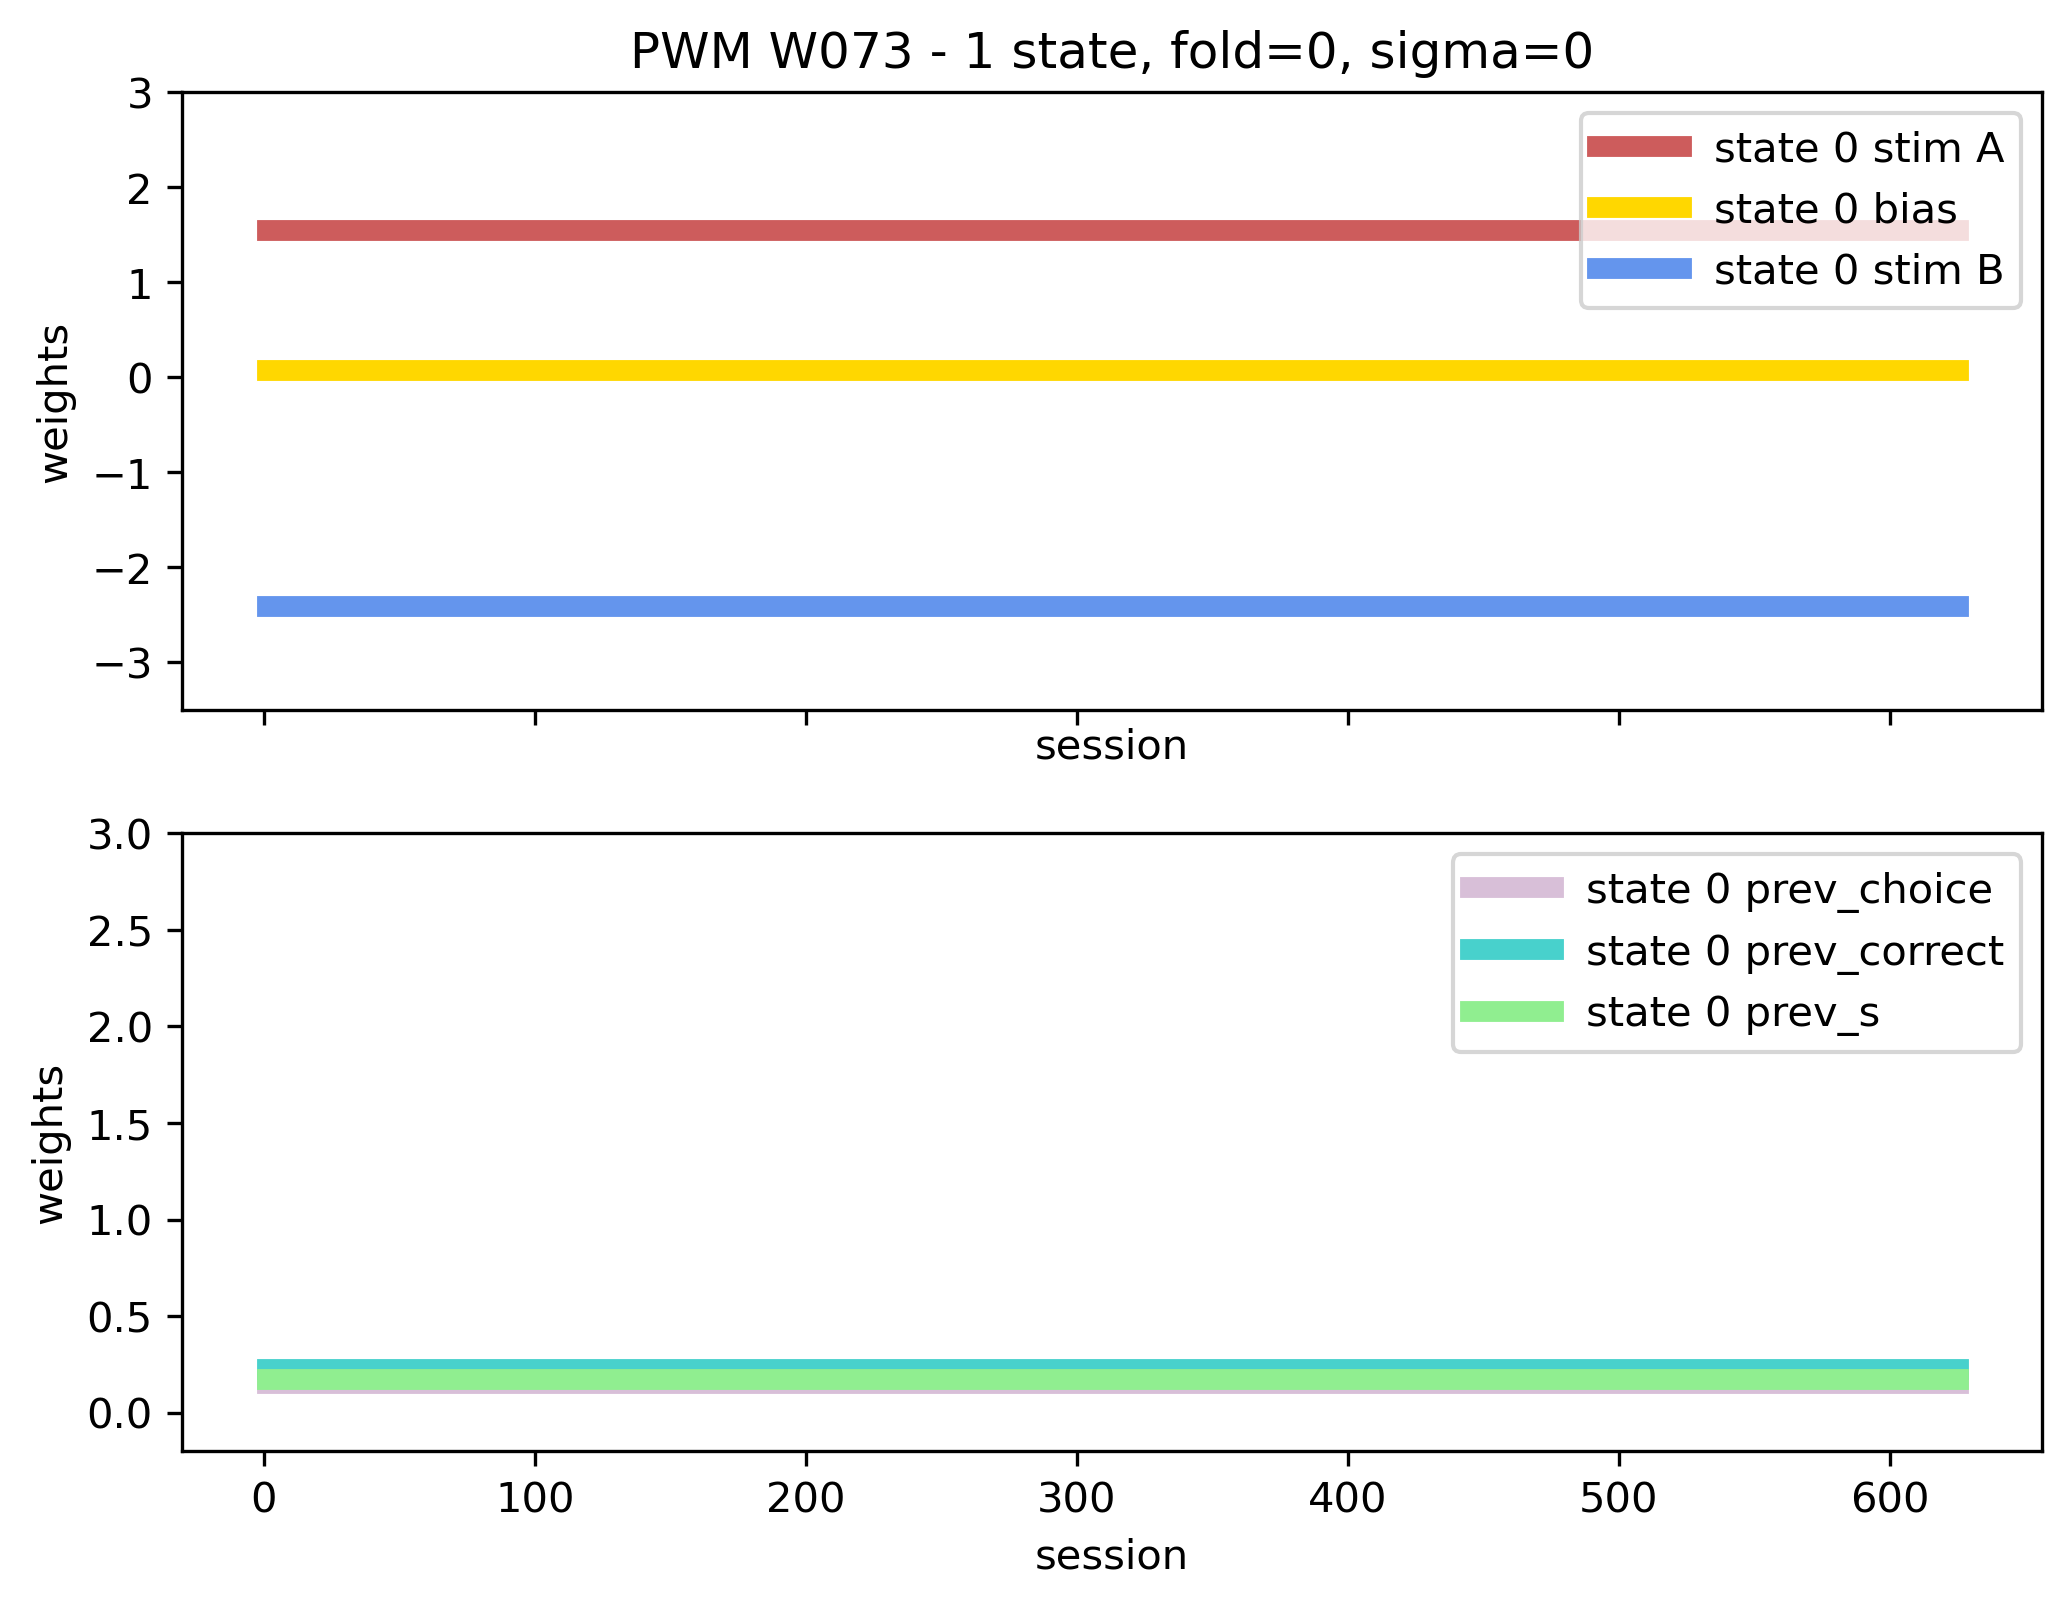 PWM W073 - 1 state, fold=0, sigma=0
3
2
1
0
−1
−2
−3
weights
state 0 stim A
state 0 bias
state 0 stim B
session
3.0
2.5
2.0
1.5
1.0
0.5
0.0
weights
state 0 prev_choice
state 0 prev_correct
state 0 prev_s
0 100 200 300 400 500 600
session